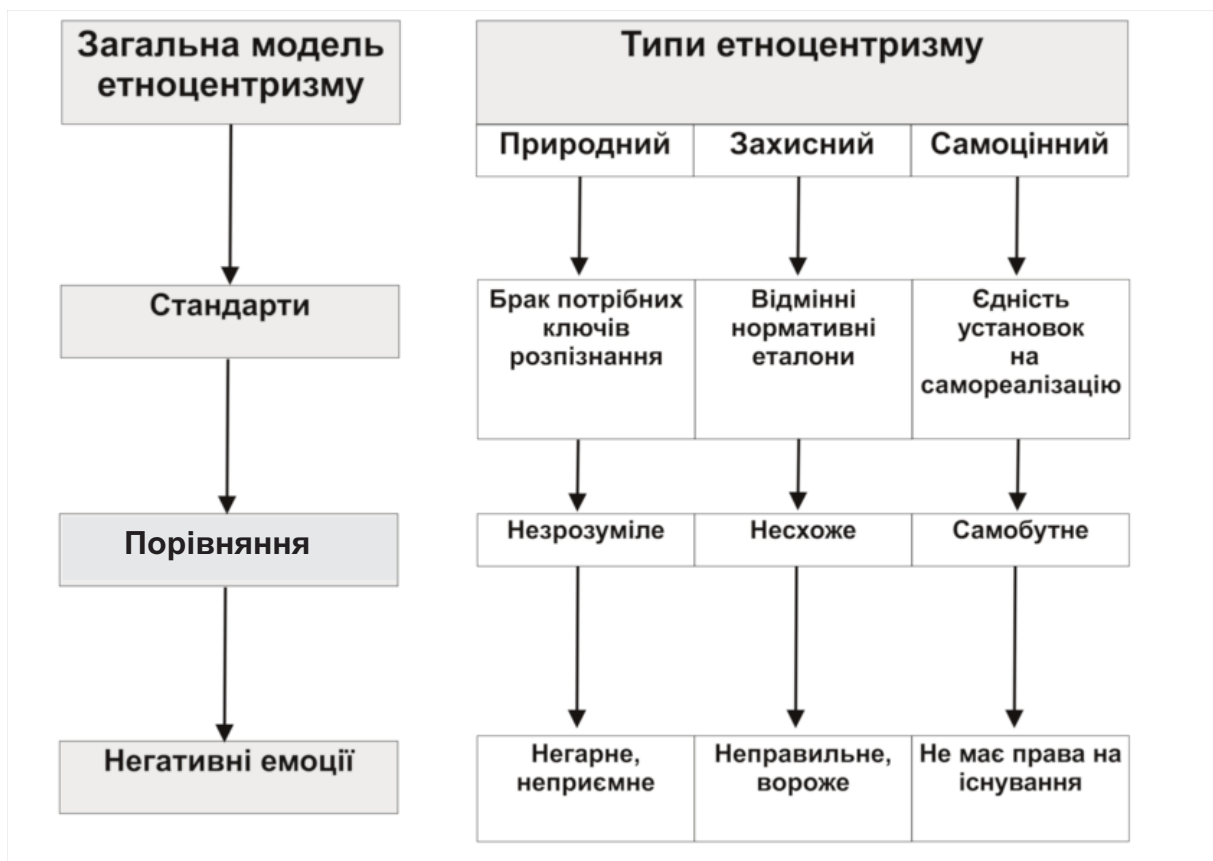 Загальна модель
етноцентризму
Типи етноцентризму
Природний
Захисний
Самоцінний
Стандарти
Брак потрібних
ключів
розпізнання
Відмінні
нормативні
еталони
Єдність
установок
на
самореалізацію
Порівняння
Незрозуміле
Несхоже
Самобутне
Негативні емоції
Негарне,
неприємне
Неправильне,
вороже
Не має права на
існування